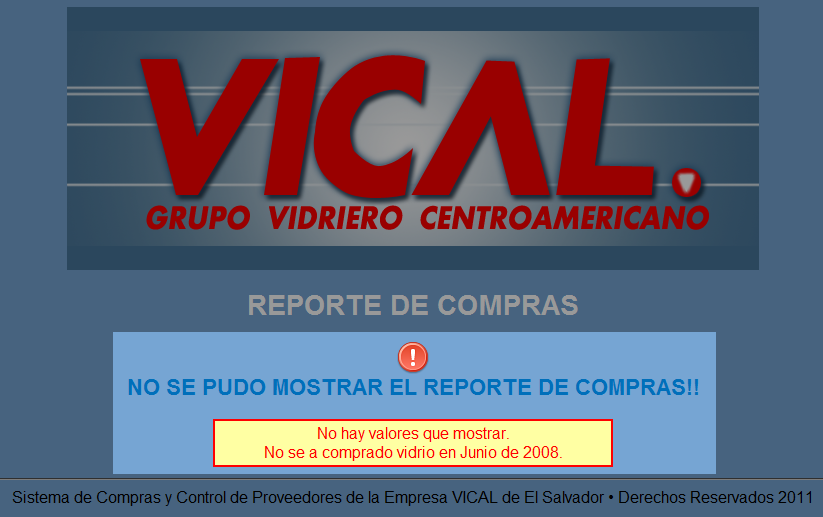 VICAL.
GRUPO VIDRIERO CENTROAMERICANO
REPORTE DE COMPRAS
NO SE PUDO MOSTRAR EL REPORTE DE COMPRAS!!
No hay valores que mostrar.
No se a comprado vidrio en Junio de 2008.
Sistema de Compras y Control de Proveedores de la Empresa VICAL de El Salvador • Derechos Reservados 2011